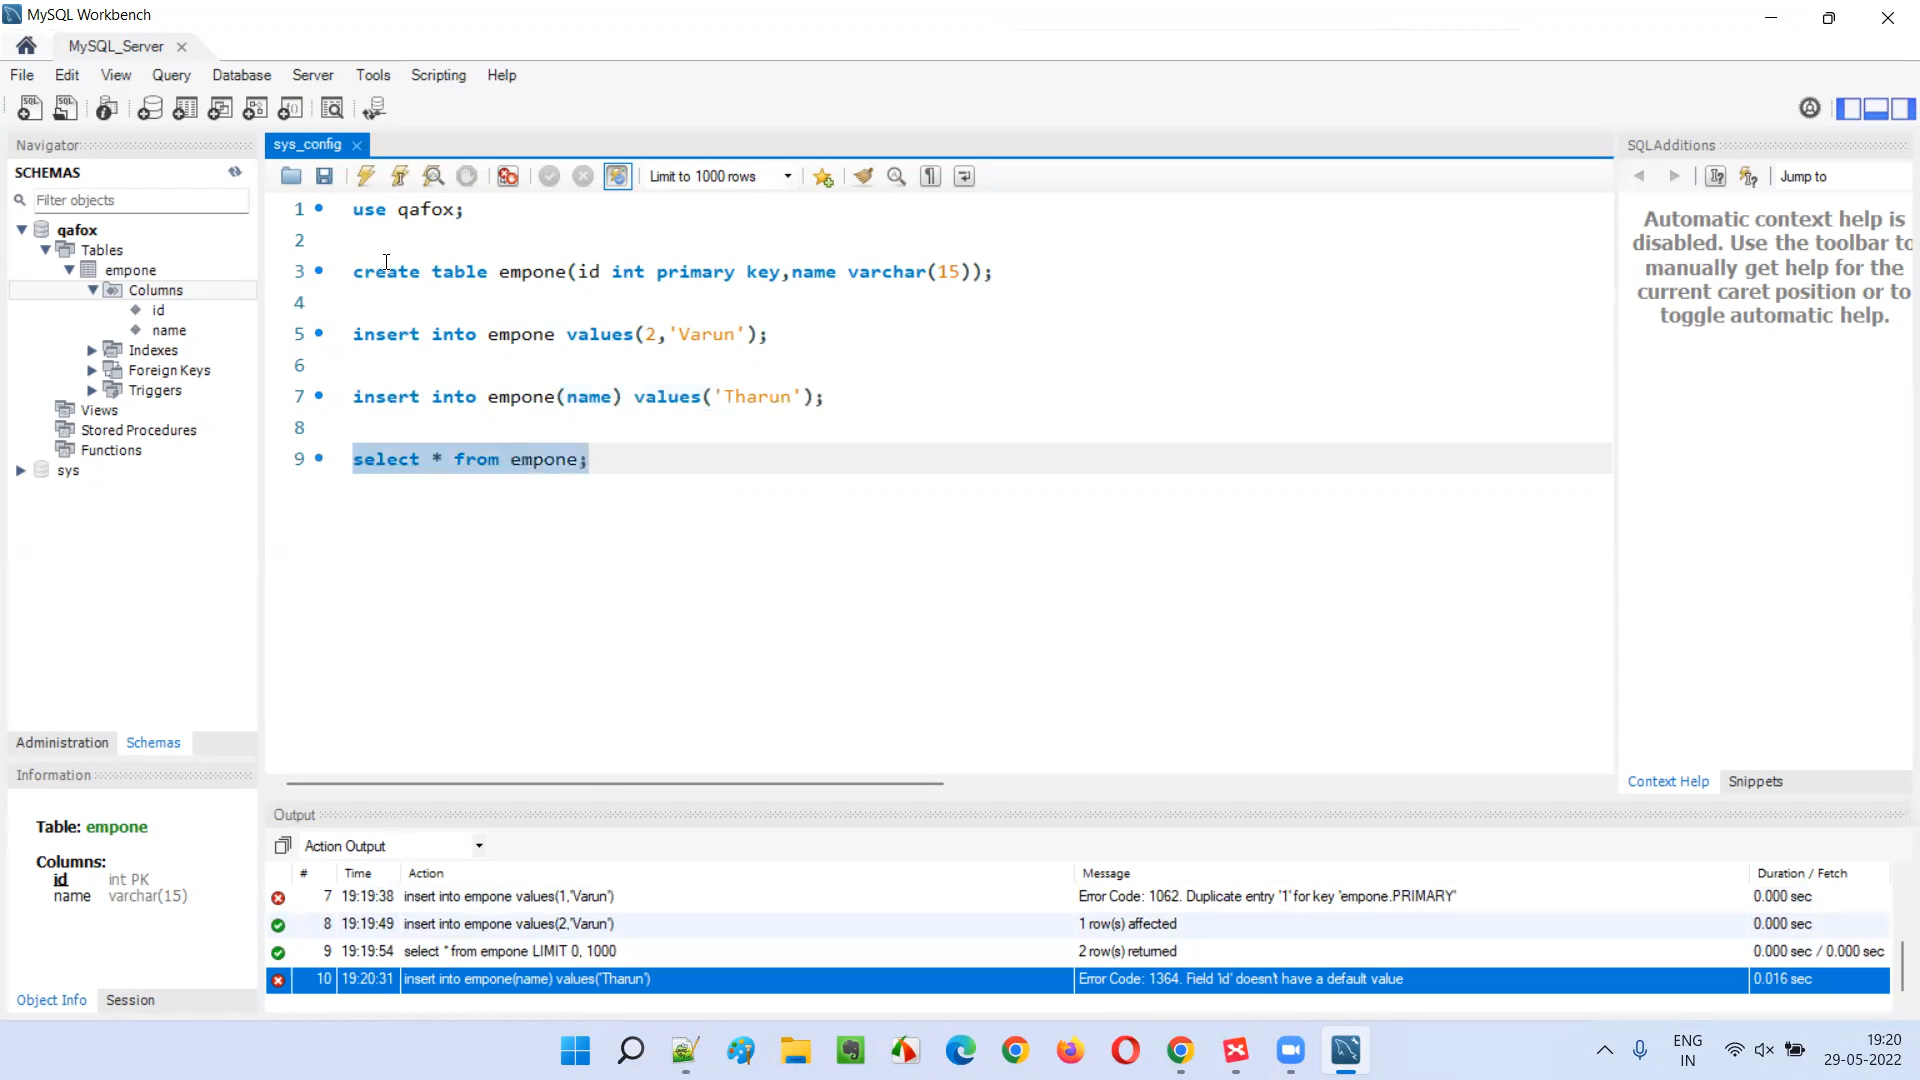 MySQL Workbench
MySQL_Server
File Edit View Query Database Server Tools Scripting Help
Navigator
SCHEMAS
Filter objects
qafox
Tables
empone
Columns
id
name
Indexes
Foreign Keys
Triggers
Views
Stored Procedures
Functions
sys
Administration Schemas
Information
Table: empone
Columns:
id int PK
name varchar(15)
Object Info Session
sys_config
Limit to 1000 rows
1 use qafox;
2
3 create table empone(id int primary key,name varchar(15));
4
5 insert into empone values(2,'Varun');
6
7 insert into empone(name) values('Tharun');
8
9 select * from empone;
SQLAdditions
Jump to
Automatic context help is
disabled. Use the toolbar to
manually get help for the
current caret position or to
toggle automatic help.
Context Help Snippets
Output
Action Output
# Time Action Message Duration / Fetch
7 19:19:38 insert into empone values(1,'Varun') Error Code: 1062. Duplicate entry '1' for key 'empone.PRIMARY' 0.000 sec
8 19:19:49 insert into empone values(2,'Varun') 1 row(s) affected 0.000 sec
9 19:19:54 select * from empone LIMIT 0, 1000 2 row(s) returned 0.000 sec / 0.000 sec
10 19:20:31 insert into empone(name) values('Tharun') Error Code: 1364. Field 'id' doesn't have a default value 0.016 sec
ENG
IN
19:20
29-05-2022